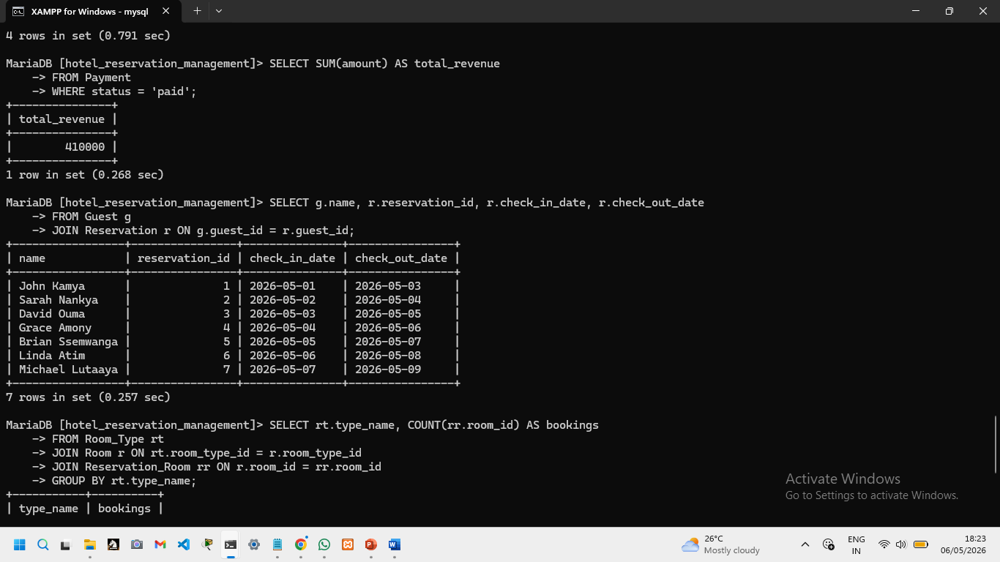 XAMPP for Windows - mysql
4 rows in set (0.791 sec)
MariaDB [hotel_reservation_management]> SELECT SUM(amount) AS total_revenue
    -> FROM Payment
    -> WHERE status = 'paid';
+---------------+
| total_revenue |
+---------------+
|        410000 |
+---------------+
1 row in set (0.268 sec)
MariaDB [hotel_reservation_management]> SELECT g.name, r.reservation_id, r.check_in_date, r.check_out_date
    -> FROM Guest g
    -> JOIN Reservation r ON g.guest_id = r.guest_id;
+-----------------+----------------+---------------+----------------+
| name            | reservation_id | check_in_date | check_out_date |
+-----------------+----------------+---------------+----------------+
| John Kamya      |              1 | 2026-05-01    | 2026-05-03     |
| Sarah Nankya    |              2 | 2026-05-02    | 2026-05-04     |
| David Ouma      |              3 | 2026-05-03    | 2026-05-05     |
| Grace Amony     |              4 | 2026-05-04    | 2026-05-06     |
| Brian Ssemwanga |              5 | 2026-05-05    | 2026-05-07     |
| Linda Atim      |              6 | 2026-05-06    | 2026-05-08     |
| Michael Lutaaya |              7 | 2026-05-07    | 2026-05-09     |
+-----------------+----------------+---------------+----------------+
7 rows in set (0.257 sec)
MariaDB [hotel_reservation_management]> SELECT rt.type_name, COUNT(rr.room_id) AS bookings
    -> FROM Room_Type rt
    -> JOIN Room r ON rt.room_type_id = r.room_type_id
    -> JOIN Reservation_Room rr ON r.room_id = rr.room_id
    -> GROUP BY rt.type_name;
+-----------+----------+
| type_name | bookings |
Activate Windows
Go to Settings to activate Windows.
26°C
Mostly cloudy
ENG
IN
18:23
06/05/2026